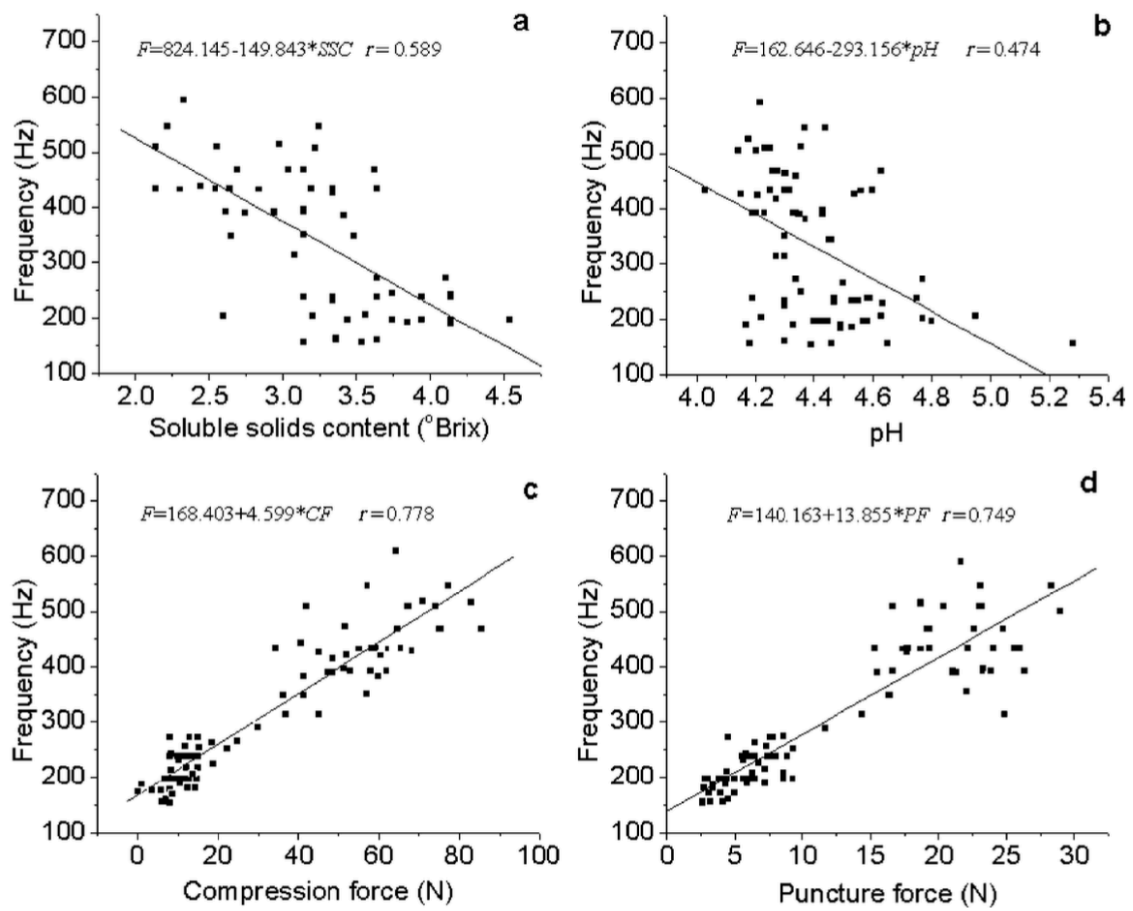 a
F=824.145-149.843*SSC r=0.589
700
600
500
400
300
200
100
Frequency (Hz)
2.0 2.5 3.0 3.5 4.0 4.5
Soluble solids content (°Brix)
b
F=162.646-293.156*pH r=0.474
700
600
500
400
300
200
100
Frequency (Hz)
4.0 4.2 4.4 4.6 4.8 5.0 5.2 5.4
pH
c
F=168.403+4.599*CF r=0.778
700
600
500
400
300
200
100
Frequency (Hz)
0 20 40 60 80 100
Compression force (N)
d
F=140.163+13.855*PF r=0.749
700
600
500
400
300
200
100
Frequency (Hz)
0 5 10 15 20 25 30
Puncture force (N)